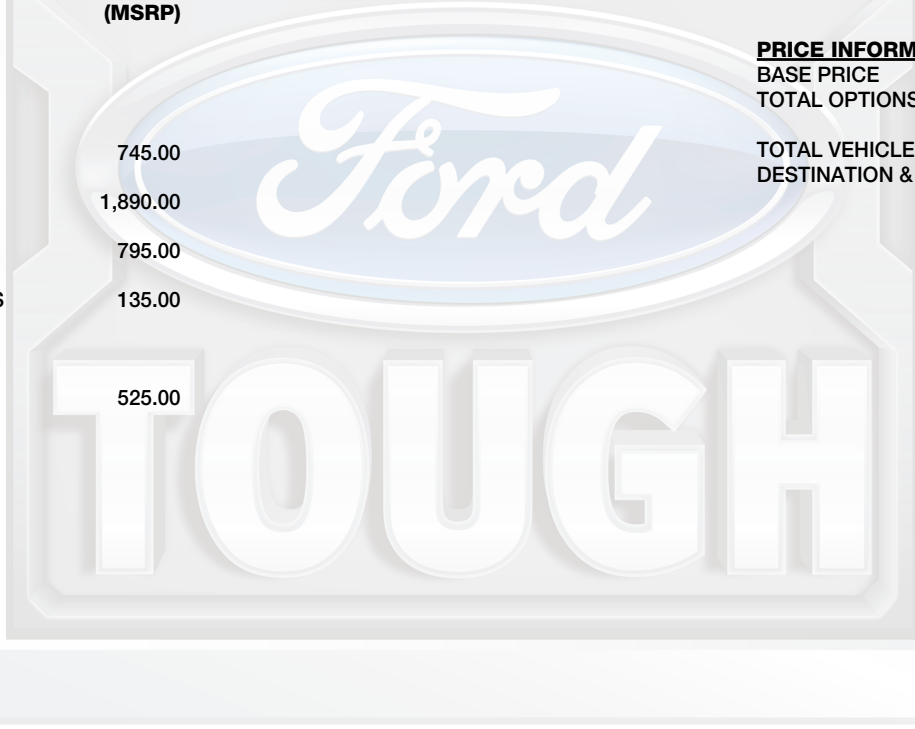 (MSRP)
745.00
1,890.00
795.00
S 135.00
525.00
PRICE INFORM
BASE PRICE
TOTAL OPTIONS
TOTAL VEHICLE
DESTINATION &
Ford
TOUGH